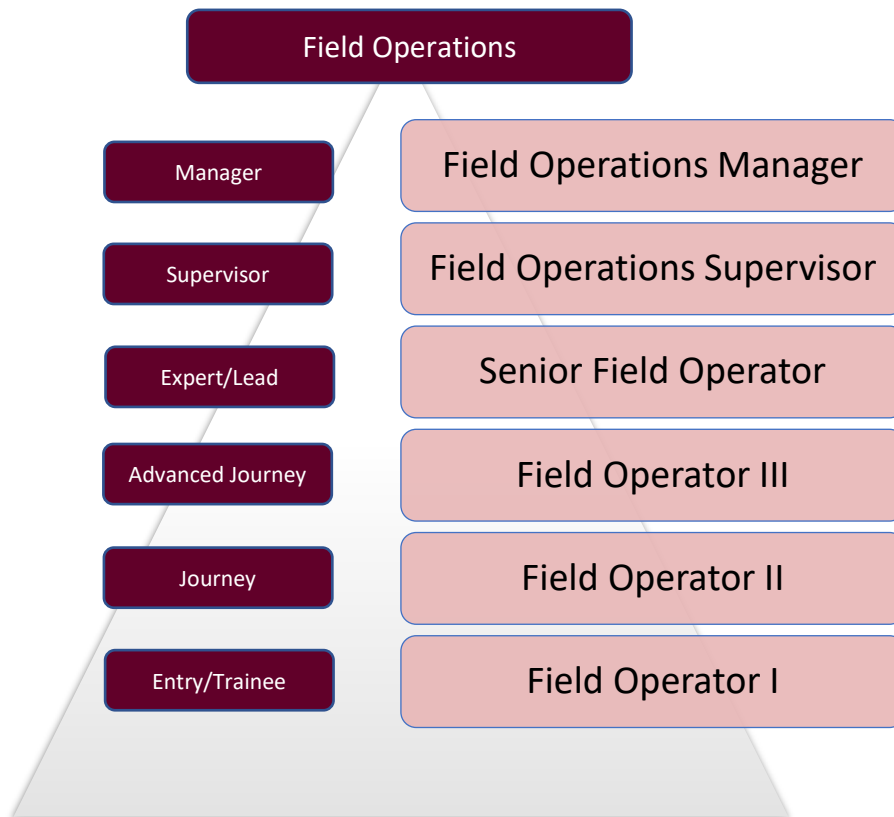 Field Operations
Manager
Field Operations Manager
Supervisor
Field Operations Supervisor
Expert/Lead
Senior Field Operator
Advanced Journey
Field Operator III
Journey
Field Operator II
Entry/Trainee
Field Operator I